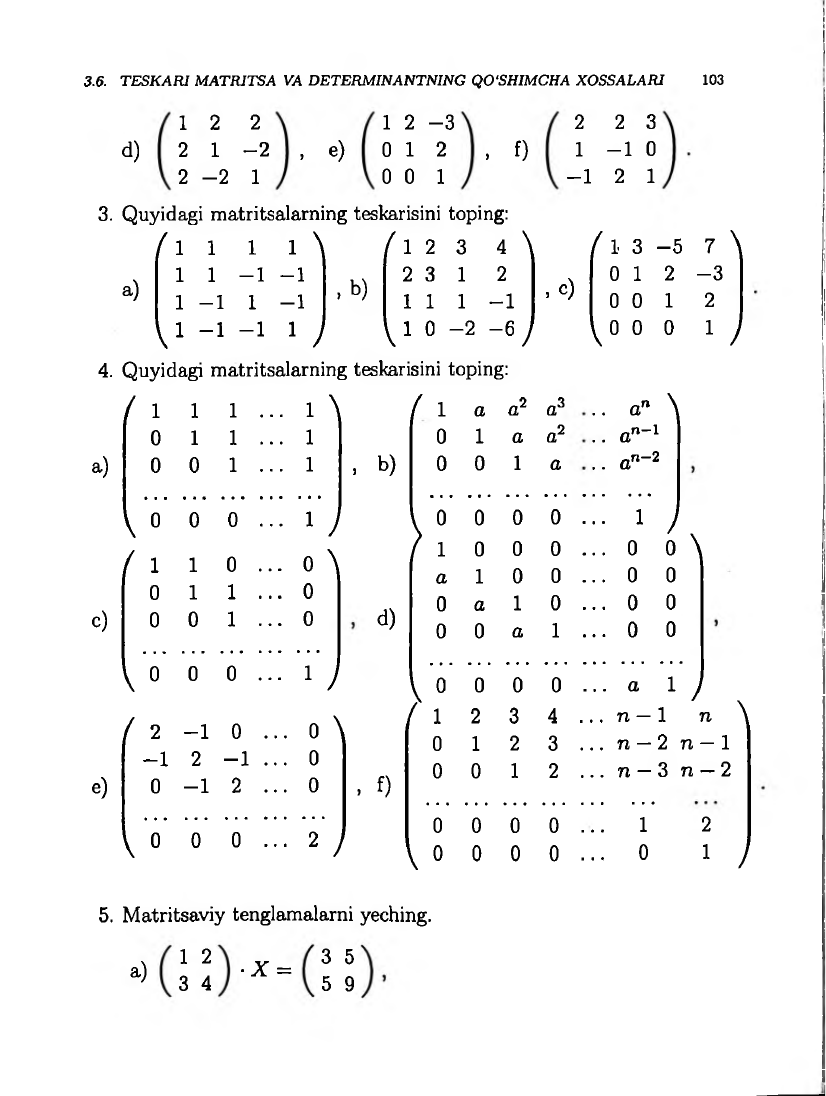 3.6. TESKARI MATRITSA VA DETERMINANTNING QO‘SHIMCHA XOSSALARI 103
d) ( 1 2 2 ) , e) ( 1 2 −3 ) , f) ( 2 2 3 ) .
2 1 −2 0 1 2 1 −1 0
2 −2 1 0 0 1 −1 2 1
3. Quyidagi matritsalarning teskarisini toping:
a) ( 1 1 1 1 ) , b) ( 1 2 3 4 ) , c) ( 1 3 −5 7 ) .
1 1 −1 −1 2 3 1 2 0 1 2 −3
1 −1 1 −1 1 1 1 −1 0 0 1 2
1 −1 −1 1 1 0 −2 −6 0 0 0 1
4. Quyidagi matritsalarning teskarisini toping:
a) ( 1 1 1 ... 1 ) , b) ( 1 a a² a³ ... aⁿ ) ,
0 1 1 ... 1 0 1 a a² ... aⁿ⁻¹
0 0 1 ... 1 0 0 1 a ... aⁿ⁻²
... ... ... ... ... ... ... ... ... ... ...
0 0 0 ... 1 0 0 0 0 ... 1
c) ( 1 1 0 ... 0 ) , d) ( 1 0 0 0 ... 0 0 ) ,
0 1 1 ... 0 a 1 0 0 ... 0 0
0 0 1 ... 0 0 a 1 0 ... 0 0
... ... ... ... ... 0 0 a 1 ... 0 0
0 0 0 ... 1 ... ... ... ... ... ... ...
0 0 0 0 ... a 1
e) ( 2 −1 0 ... 0 ) , f) ( 1 2 3 4 ... n − 1 n ) .
−1 2 −1 ... 0 0 1 2 3 ... n − 2 n − 1
0 −1 2 ... 0 0 0 1 2 ... n − 3 n − 2
... ... ... ... ... ... ... ... ... ... ... ...
0 0 0 ... 2 0 0 0 0 ... 1 2
0 0 0 0 ... 0 1
5. Matritsaviy tenglamalarni yeching.
a) ( 1 2 ) · X = ( 3 5 ) ,
3 4 5 9